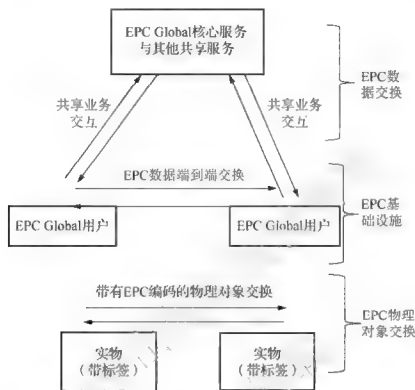 EPC Global核心服务
与其他共享服务
EPC数
据交换
共享业务
交互
共享业务
交互
EPC数据端到端交换
EPC基
础设施
EPC Global用户
EPC Global用户
带有EPC编码的物理对象交换
EPC物理
对象交换
实物
（带标签）
实物
（带标签）